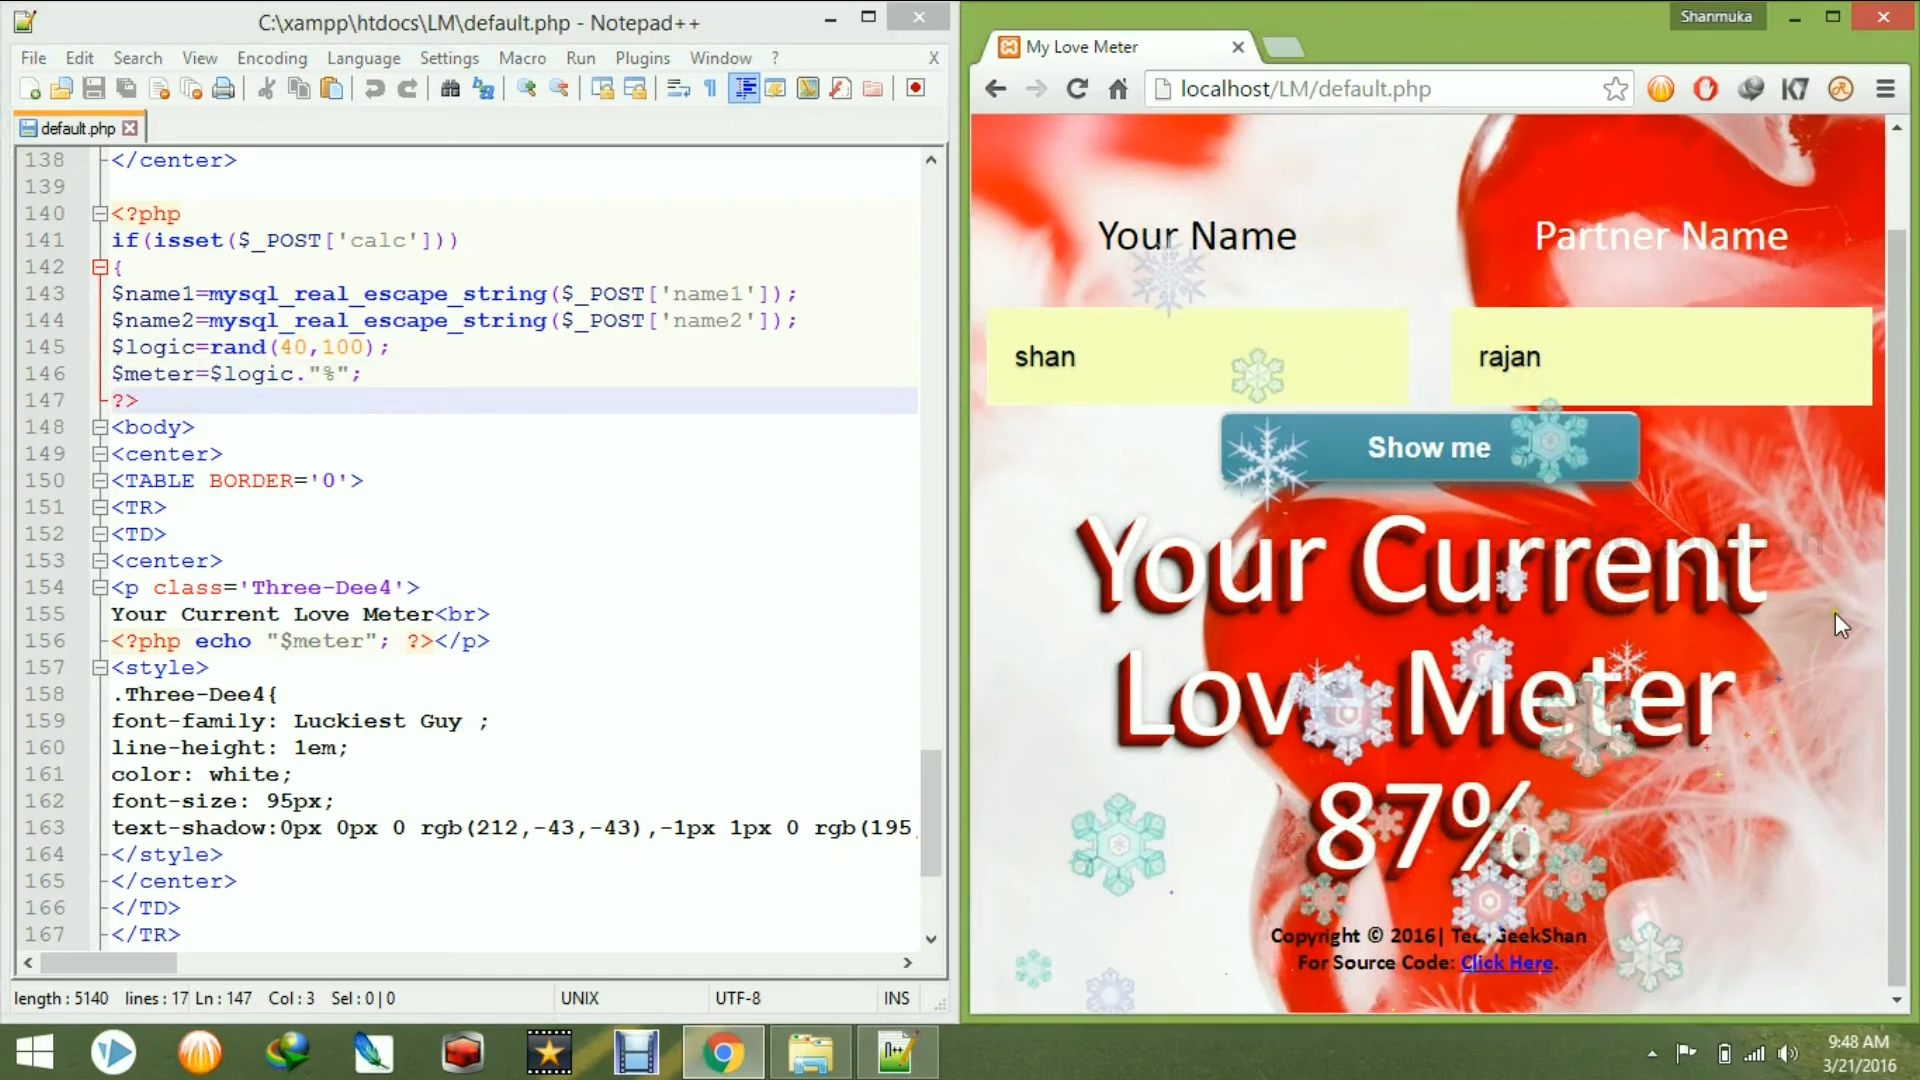 C:\xampp\htdocs\LM\default.php - Notepad++
File Edit Search View Encoding Language Settings Macro Run Plugins Window ? X
default.php
138 </center>
139
140 <?php
141 if(isset($_POST['calc']))
142 {
143 $name1=mysql_real_escape_string($_POST['name1']);
144 $name2=mysql_real_escape_string($_POST['name2']);
145 $logic=rand(40,100);
146 $meter=$logic."%";
147 ?>
148 <body>
149 <center>
150 <TABLE BORDER='0'>
151 <TR>
152 <TD>
153 <center>
154 <p class='Three-Dee4'>
155 Your Current Love Meter<br>
156 <?php echo "$meter"; ?></p>
157 <style>
158 .Three-Dee4{
159 font-family: Luckiest Guy ;
160 line-height: 1em;
161 color: white;
162 font-size: 95px;
163 text-shadow:0px 0px 0 rgb(212,-43,-43),-1px 1px 0 rgb(195,
164 </style>
165 </center>
166 </TD>
167 </TR>
length : 5140 lines : 17 Ln : 147 Col : 3 Sel : 0 | 0 UNIX UTF-8 INS
Shanmuka
My Love Meter
localhost/LM/default.php
K7
Your Name Partner Name
shan rajan
Show me
Your Current
Love Meter
87%
Copyright © 2016| GeekShan
For Source Code: Click Here.
9:48 AM
3/21/2016